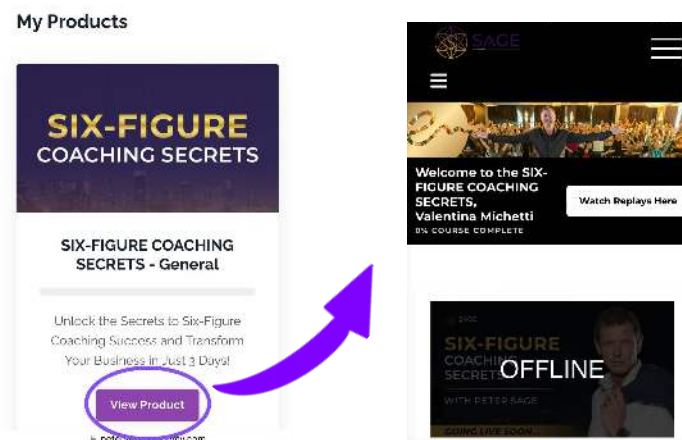 My Products
SIX-FIGURE
COACHING SECRETS
SIX-FIGURE COACHING
SECRETS - General
Unlock the Secrets to Six-Figure
Coaching Success and Transform
Your Business in Just 3 Days!
View Product
SAGE
Welcome to the SIX-
FIGURE COACHING
SECRETS,
Valentina Michetti
0% COURSE COMPLETE
Watch Replays Here
SAGE
SIX-FIGURE
COACHING
SECRETS
OFFLINE
WITH PETER SAGE
GOING LIVE SOON...